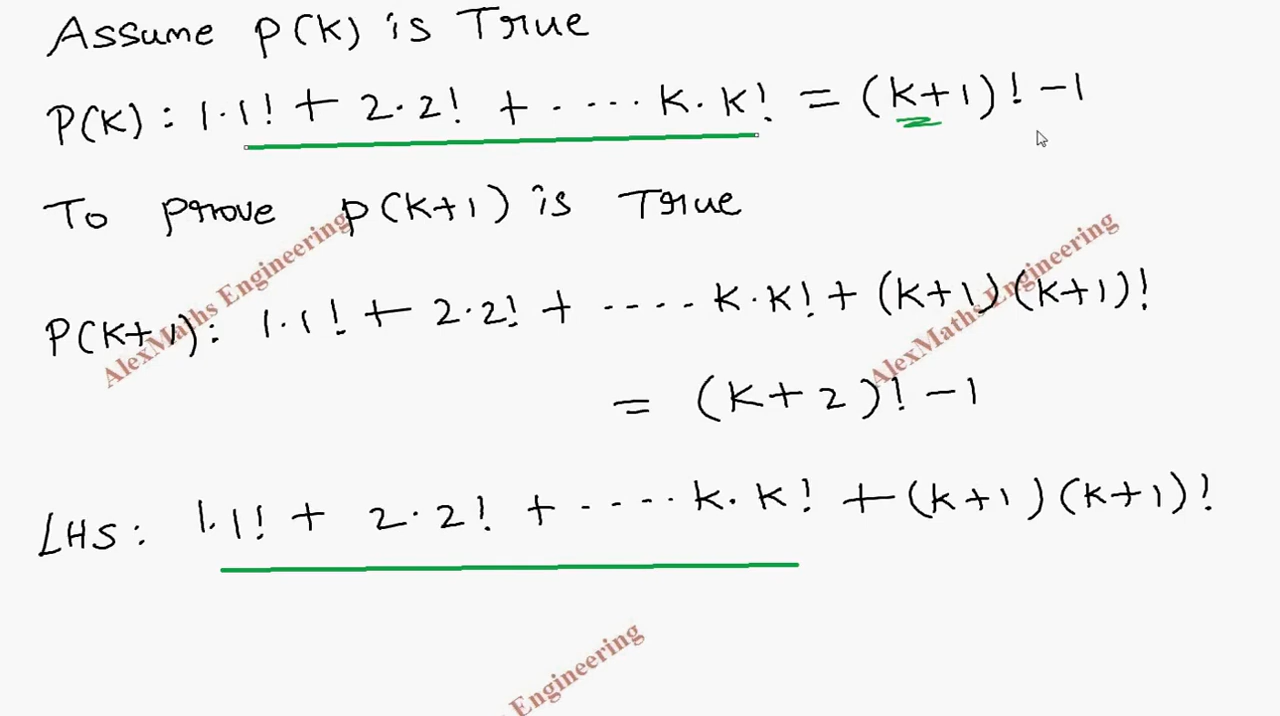 Assume P(K) is True
P(K) : 1·1! + 2·2! + ····· K·K! = (K+1)! -1
To prove P(K+1) is True
P(K+1) : 1·1! + 2·2! + ···· K·K! + (K+1)(K+1)!
= (K+2)! -1
LHS : 1·1! + 2·2! + ····· K·K! + (K+1)(K+1)!
AlexMaths Engineering
AlexMaths Engineering
Engineering